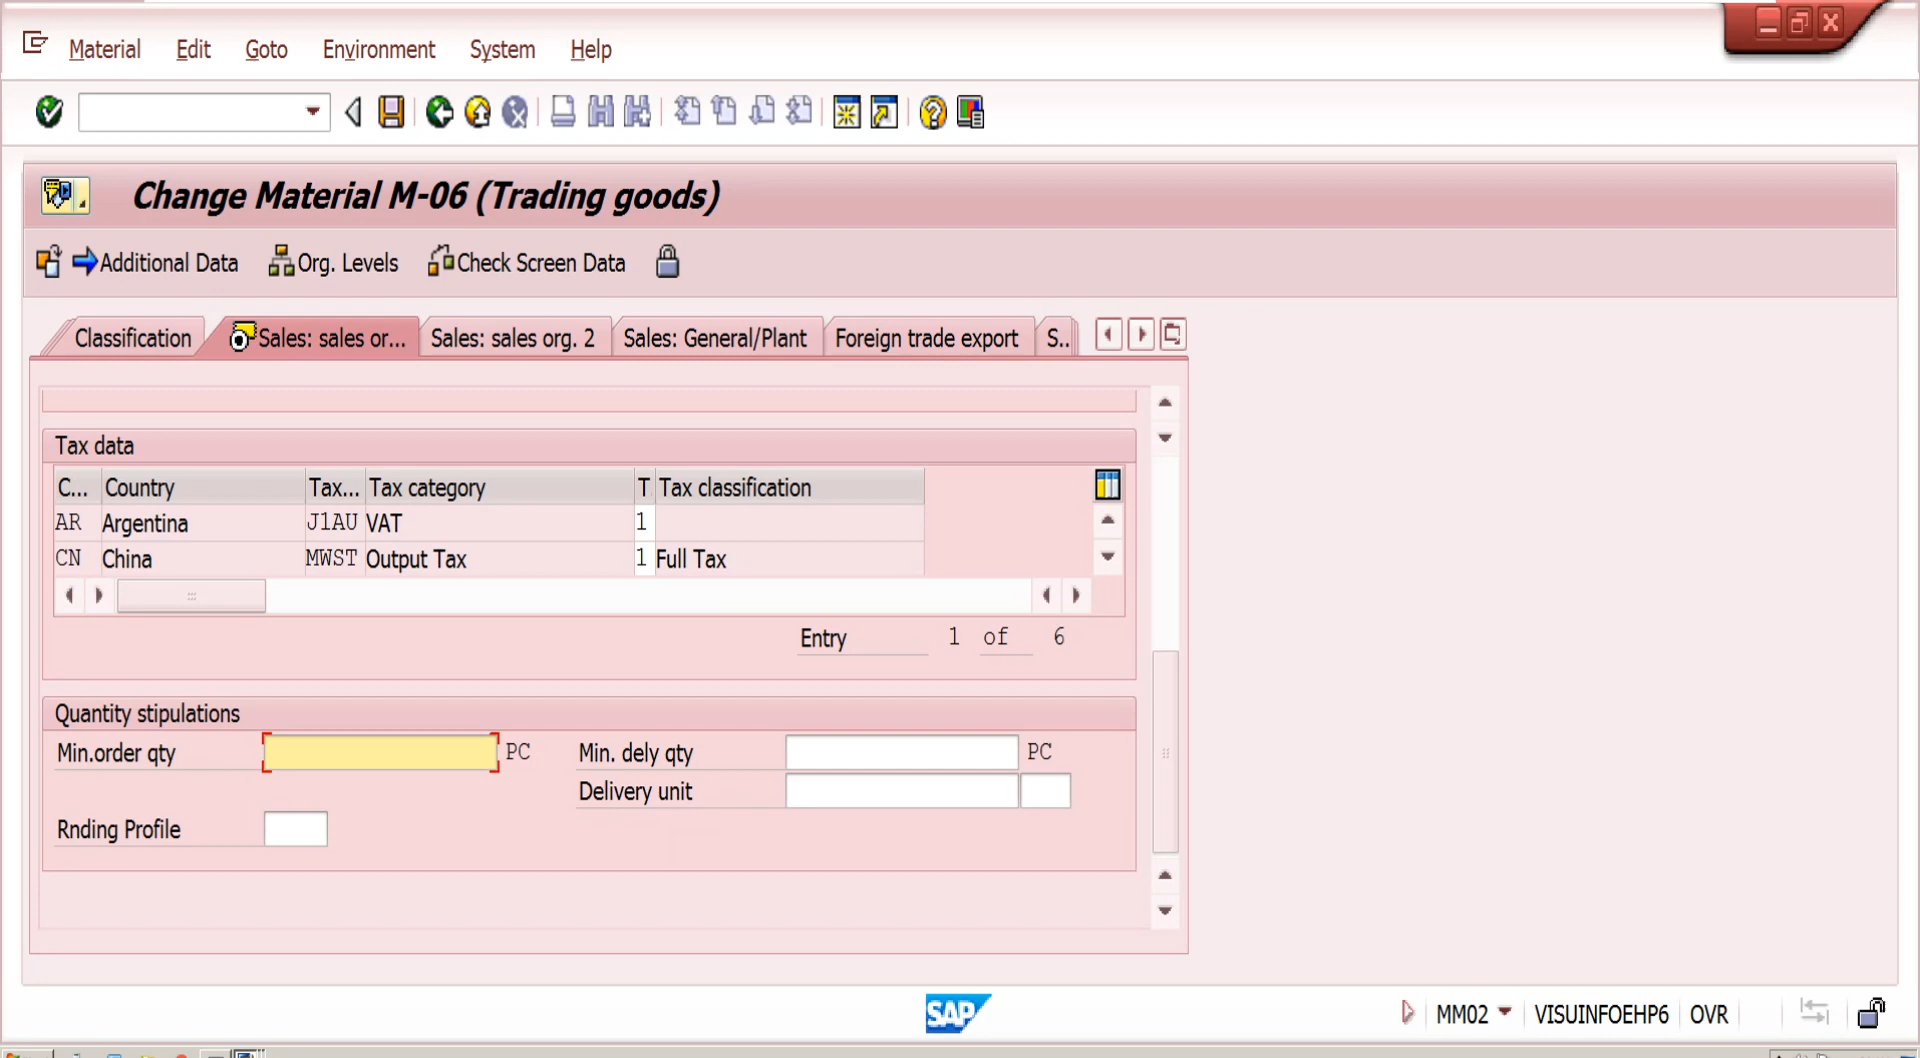 Material Edit Goto Environment System Help
Change Material M-06 (Trading goods)
Additional Data Org. Levels Check Screen Data
Classification Sales: sales or... Sales: sales org. 2 Sales: General/Plant Foreign trade export S..
Tax data
C... Country Tax... Tax category T Tax classification
AR Argentina J1AU VAT 1
CN China MWST Output Tax 1 Full Tax
Entry 1 of 6
Quantity stipulations
Min.order qty PC Min. dely qty PC
Delivery unit
Rnding Profile
SAP MM02 VISUINFOEHP6 OVR